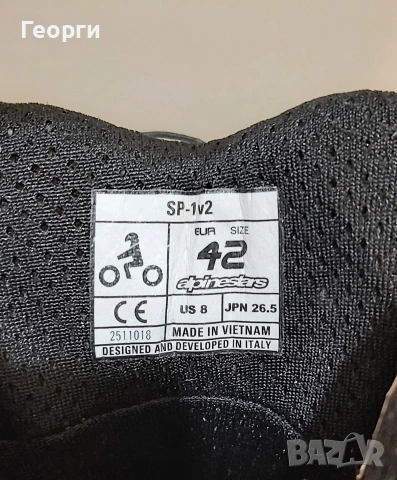 Георги
SP-1v2
EUR SIZE
42
alpinestars
CE US 8 JPN 26.5
2511018 MADE IN VIETNAM
DESIGNED AND DEVELOPED IN ITALY
BAZAR